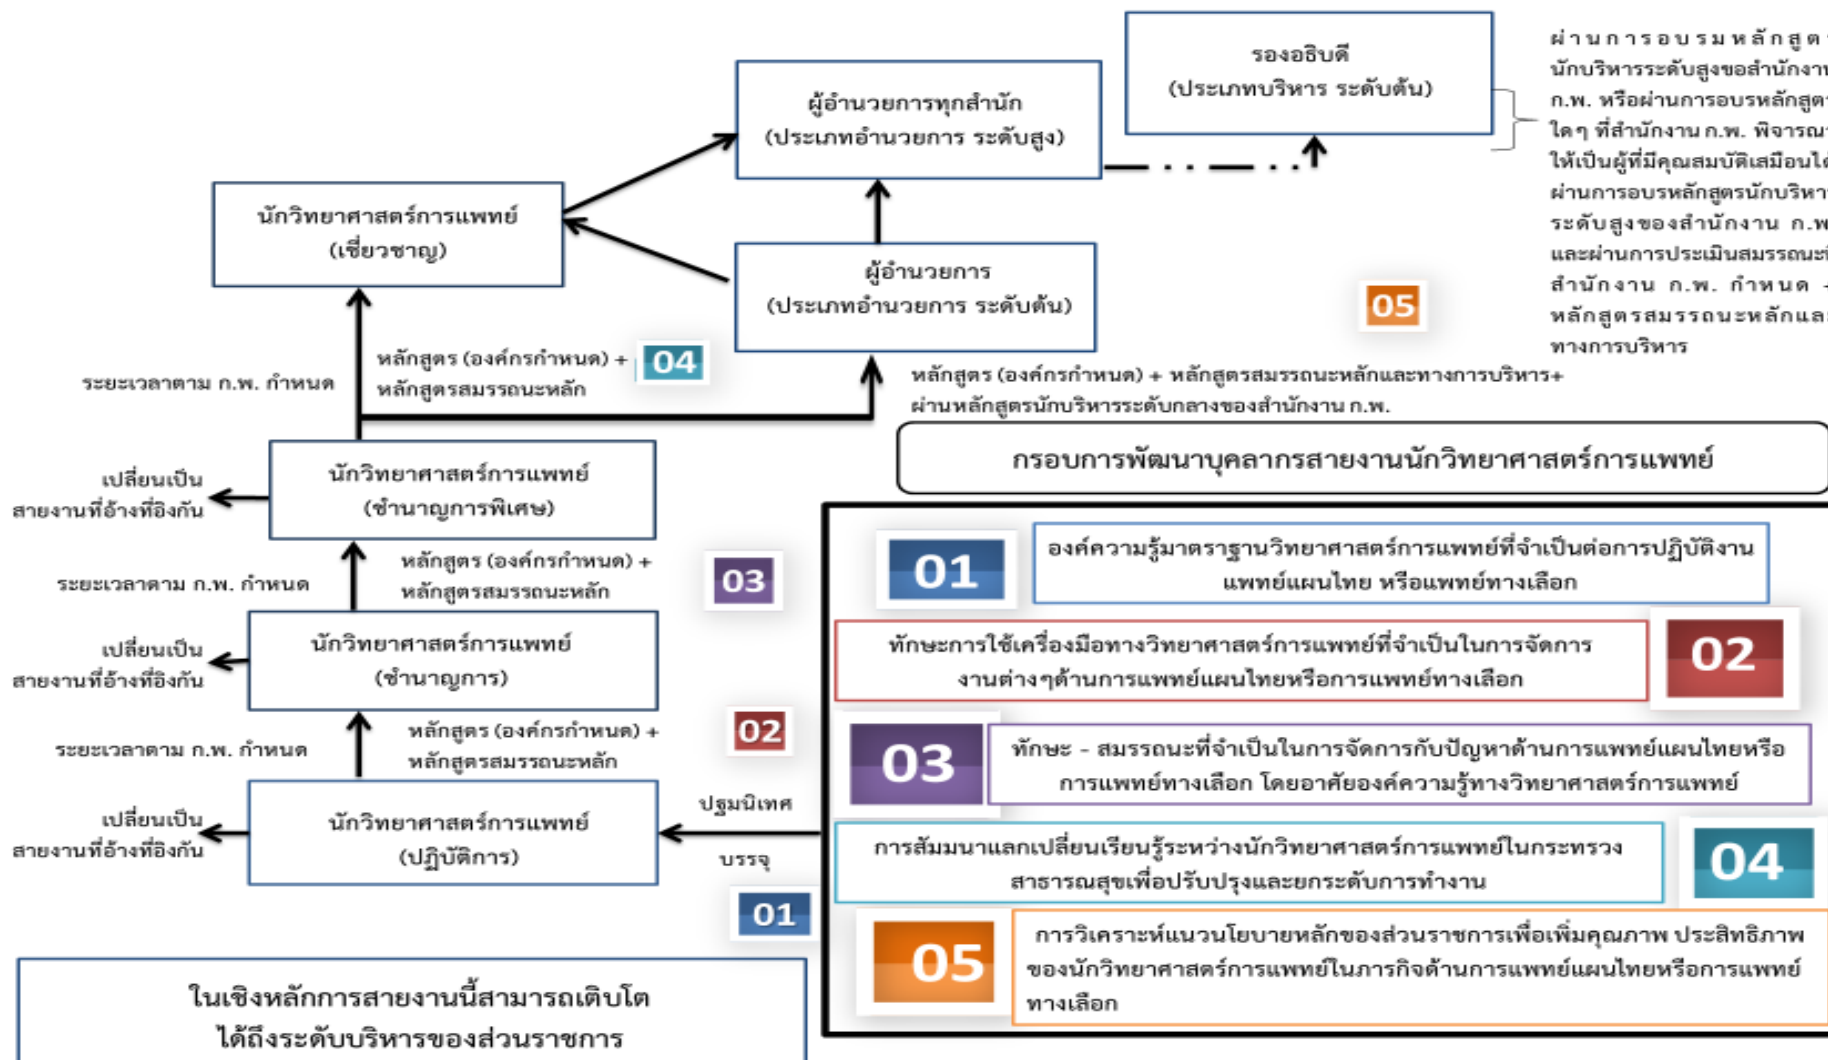 รองอธิบดี
(ประเภทบริหาร ระดับต้น)
ผ่านการอบรมหลักสูตร
นักบริหารระดับสูงขอสำนักงาน
ก.พ. หรือผ่านการอบรหลักสูตร
ใดๆ ที่สำนักงาน ก.พ. พิจารณา
ให้เป็นผู้ที่มีคุณสมบัติเสมือนได้
ผ่านการอบรหลักสูตรนักบริหาร
ระดับสูงของสำนักงาน ก.พ.
และผ่านการประเมินสมรรถนะที่
สำนักงาน ก.พ. กำหนด +
หลักสูตรสมรรถนะหลักและ
ทางการบริหาร
ผู้อำนวยการทุกสำนัก
(ประเภทอำนวยการ ระดับสูง)
นักวิทยาศาสตร์การแพทย์
(เชี่ยวชาญ)
ผู้อำนวยการ
(ประเภทอำนวยการ ระดับต้น)
05
ระยะเวลาตาม ก.พ. กำหนด
หลักสูตร (องค์กรกำหนด) +
หลักสูตรสมรรถนะหลัก
04
หลักสูตร (องค์กรกำหนด) + หลักสูตรสมรรถนะหลักและทางการบริหาร+
ผ่านหลักสูตรนักบริหารระดับกลางของสำนักงาน ก.พ.
เปลี่ยนเป็น
สายงานที่อ้างที่อิงกัน
นักวิทยาศาสตร์การแพทย์
(ชำนาญการพิเศษ)
ระยะเวลาตาม ก.พ. กำหนด
หลักสูตร (องค์กรกำหนด) +
หลักสูตรสมรรถนะหลัก
03
เปลี่ยนเป็น
สายงานที่อ้างที่อิงกัน
นักวิทยาศาสตร์การแพทย์
(ชำนาญการ)
ระยะเวลาตาม ก.พ. กำหนด
หลักสูตร (องค์กรกำหนด) +
หลักสูตรสมรรถนะหลัก
02
เปลี่ยนเป็น
สายงานที่อ้างที่อิงกัน
นักวิทยาศาสตร์การแพทย์
(ปฏิบัติการ)
ปฐมนิเทศ
บรรจุ
01
ในเชิงหลักการสายงานนี้สามารถเติบโต
ได้ถึงระดับบริหารของส่วนราชการ
กรอบการพัฒนาบุคลากรสายงานนักวิทยาศาสตร์การแพทย์
01
องค์ความรู้มาตราฐานวิทยาศาสตร์การแพทย์ที่จำเป็นต่อการปฏิบัติงาน
แพทย์แผนไทย หรือแพทย์ทางเลือก
ทักษะการใช้เครื่องมือทางวิทยาศาสตร์การแพทย์ที่จำเป็นในการจัดการ
งานต่างๆด้านการแพทย์แผนไทยหรือการแพทย์ทางเลือก
02
03
ทักษะ - สมรรถนะที่จำเป็นในการจัดการกับปัญหาด้านการแพทย์แผนไทยหรือ
การแพทย์ทางเลือก โดยอาศัยองค์ความรู้ทางวิทยาศาสตร์การแพทย์
การสัมมนาแลกเปลี่ยนเรียนรู้ระหว่างนักวิทยาศาสตร์การแพทย์ในกระทรวง
สาธารณสุขเพื่อปรับปรุงและยกระดับการทำงาน
04
05
การวิเคราะห์แนวนโยบายหลักของส่วนราชการเพื่อเพิ่มคุณภาพ ประสิทธิภาพ
ของนักวิทยาศาสตร์การแพทย์ในภารกิจด้านการแพทย์แผนไทยหรือการแพทย์
ทางเลือก